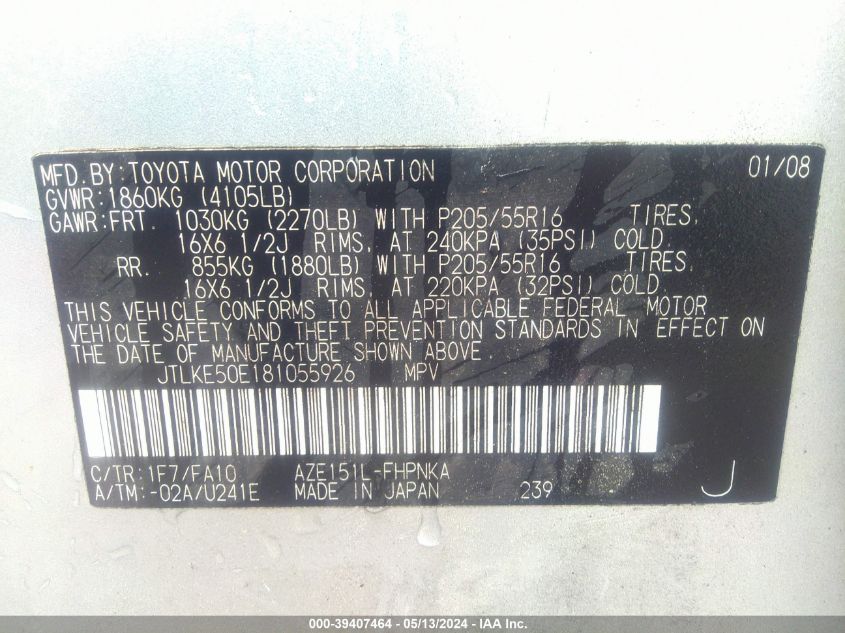 MFD.BY:TOYOTA MOTOR CORPORATION 01/08
GVWR:1860KG (4105LB)
GAWR:FRT. 1030KG (2270LB) WITH P205/55R16 TIRES,
16X6 1/2J RIMS, AT 240KPA (35PSI) COLD.
RR. 855KG (1880LB) WITH P205/55R16 TIRES,
16X6 1/2J RIMS, AT 220KPA (32PSI) COLD.
THIS VEHICLE CONFORMS TO ALL APPLICABLE FEDERAL MOTOR
VEHICLE SAFETY AND THEFT PREVENTION STANDARDS IN EFFECT ON
THE DATE OF MANUFACTURE SHOWN ABOVE.
JTLKE50E181055926 MPV
C/TR:1F7/FA10 AZE151L-FHPNKA
A/TM:-02A/U241E MADE IN JAPAN 239 J
000-39407464 - 05/13/2024 - IAA Inc.